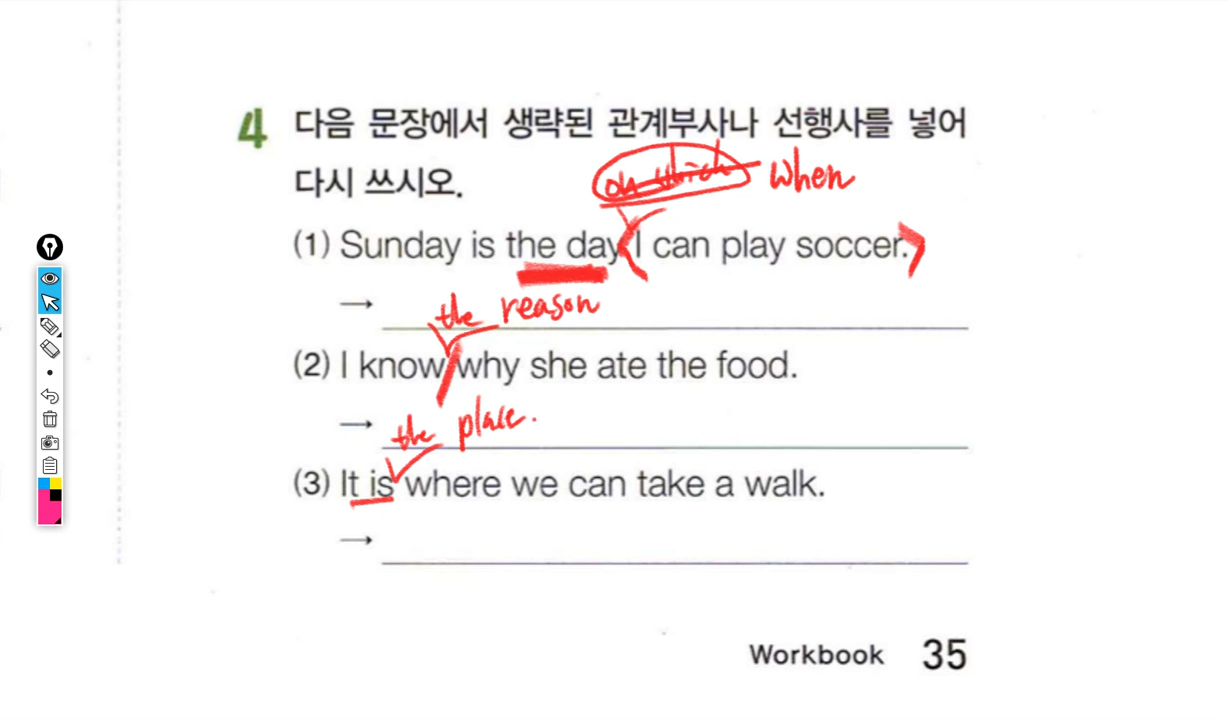 4 다음 문장에서 생략된 관계부사나 선행사를 넣어
다시 쓰시오.
on which when
(1) Sunday is the day I can play soccer.
→
the reason
(2) I know why she ate the food.
→
the place.
(3) It is where we can take a walk.
→
Workbook 35